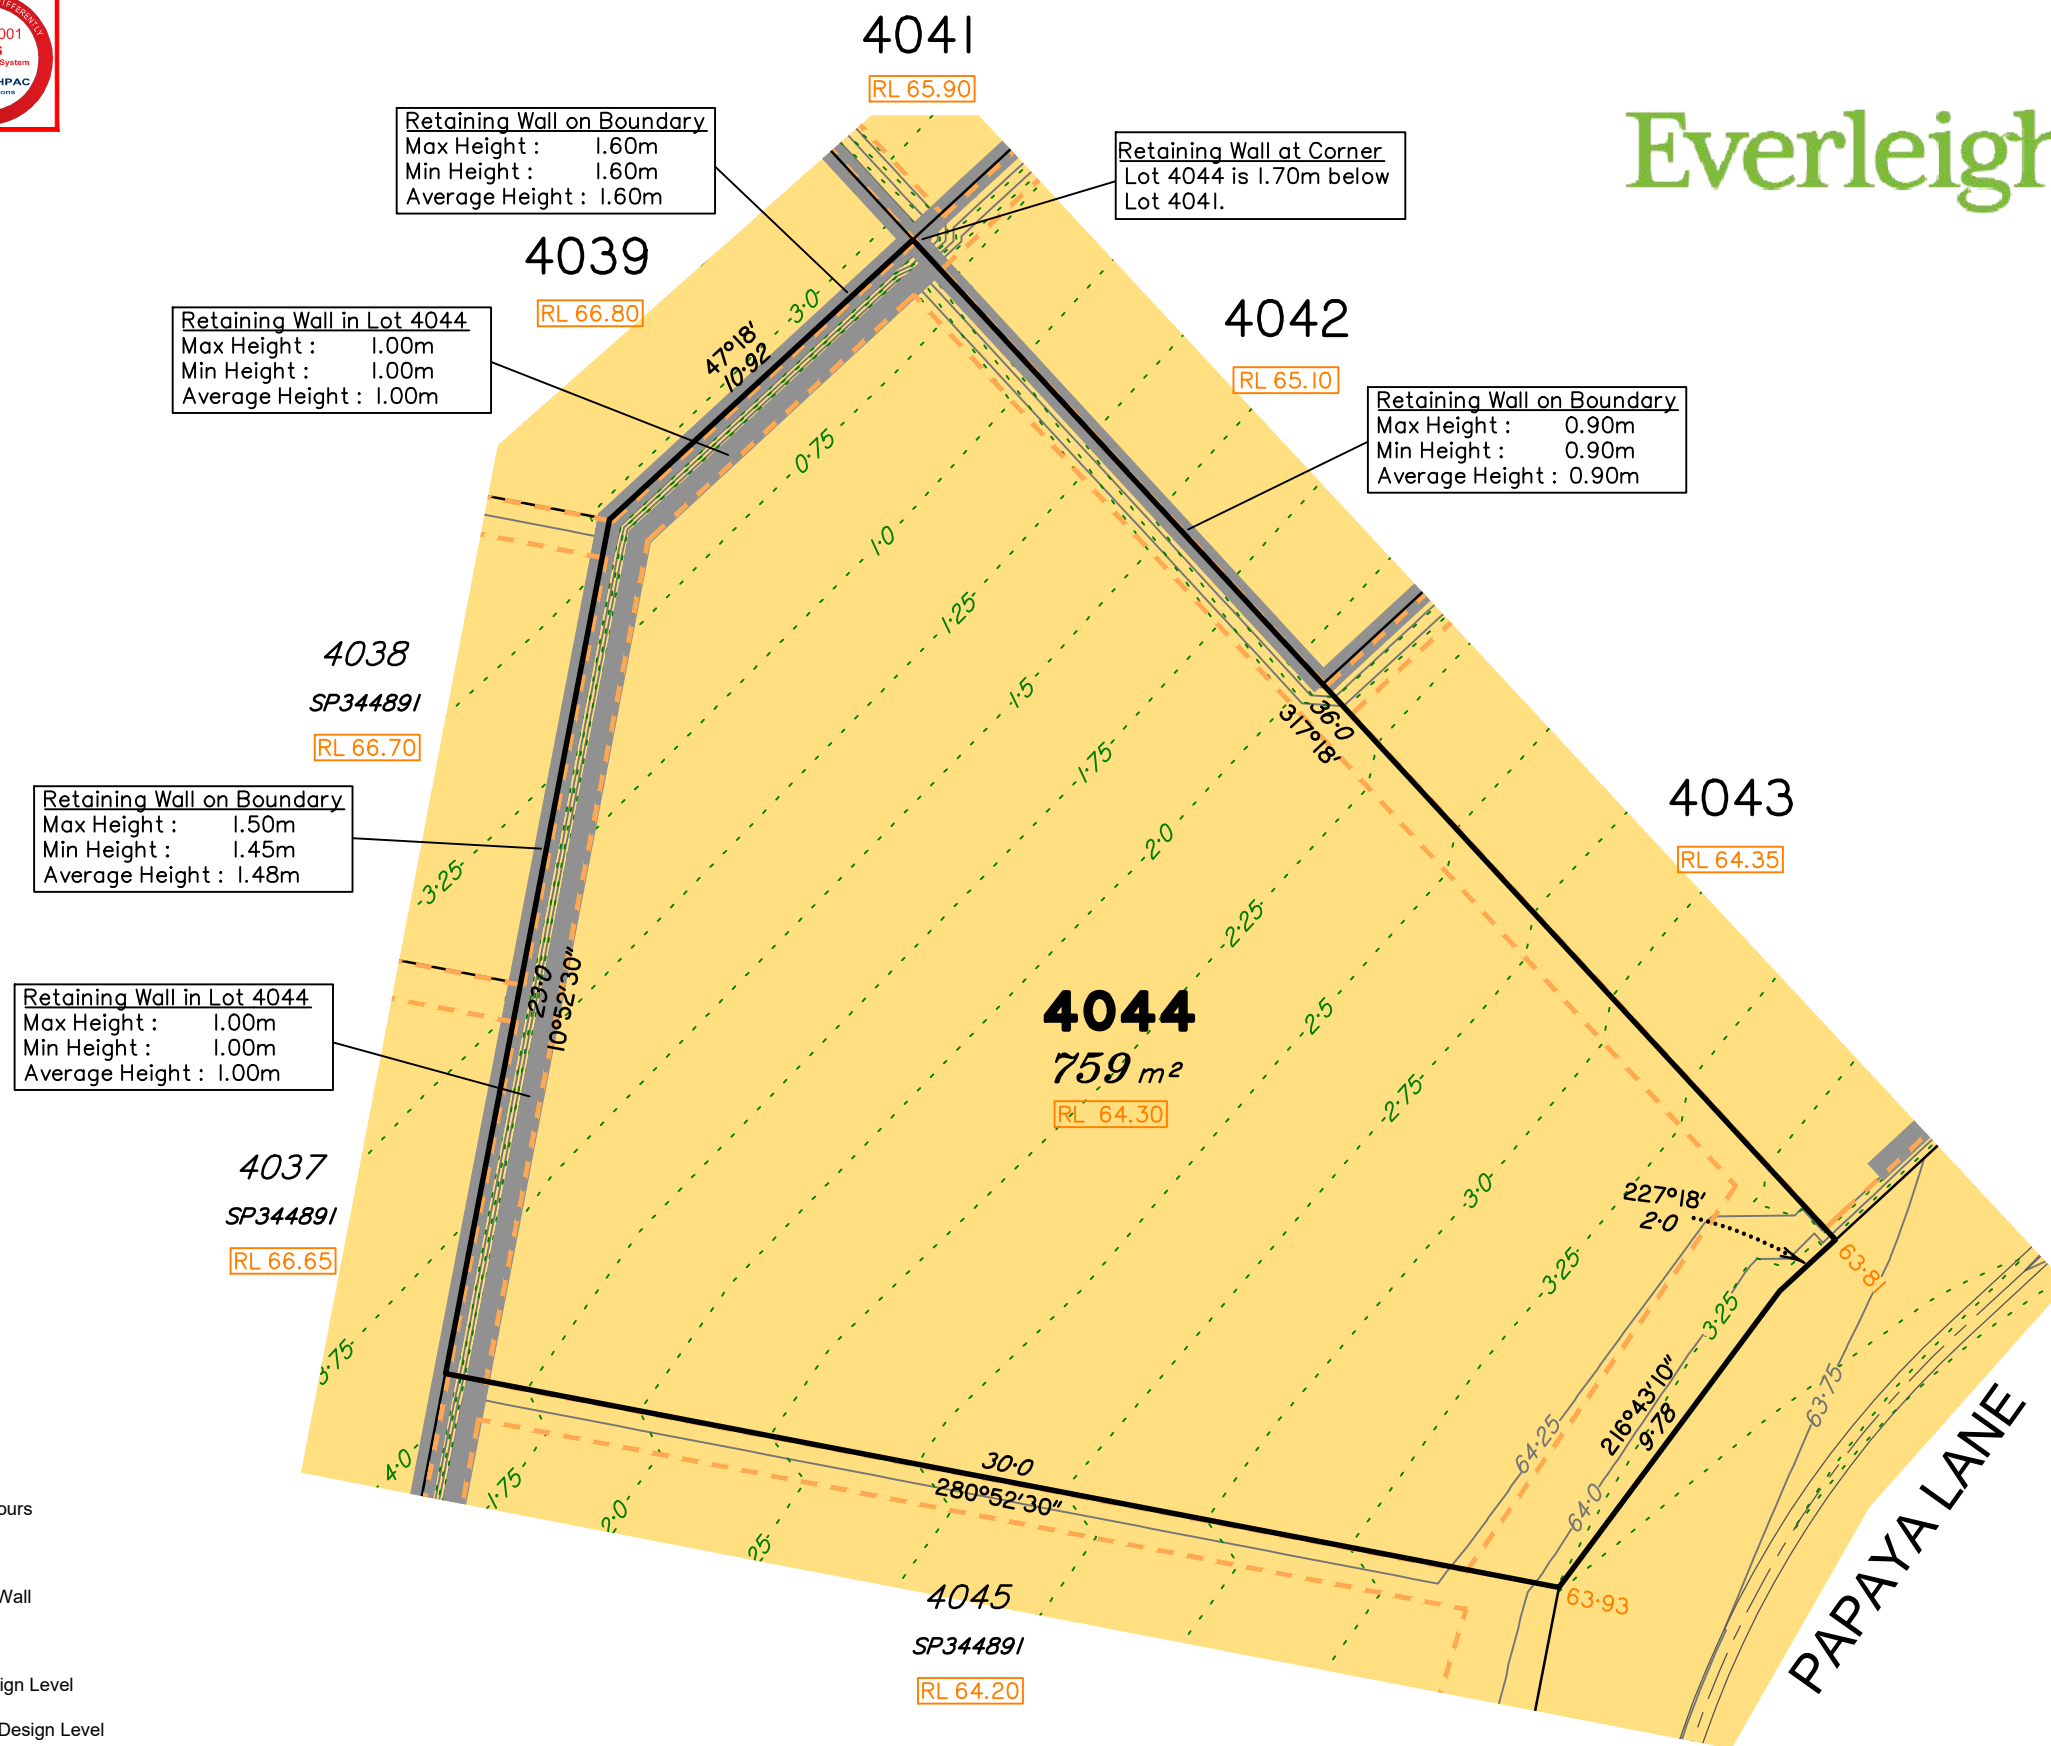 4041
RL 65.90
Everleigh
Retaining Wall on Boundary
Max Height : 1.60m
Min Height : 1.60m
Average Height : 1.60m
Retaining Wall at Corner
Lot 4044 is 1.70m below
Lot 4041.
4039
RL 66.80
Retaining Wall in Lot 4044
Max Height : 1.00m
Min Height : 1.00m
Average Height : 1.00m
4042
RL 65.10
Retaining Wall on Boundary
Max Height : 0.90m
Min Height : 0.90m
Average Height : 0.90m
47°18'
10·92
3·0
0·75
1·0
1·25
1·5
1·75
2·0
2·25
2·5
2·75
3·0
3·25
3·25
36·0
317°18'
4038
SP344891
RL 66.70
4043
RL 64.35
Retaining Wall on Boundary
Max Height : 1.50m
Min Height : 1.45m
Average Height : 1.48m
3·25
23·0
10°52'30"
Retaining Wall in Lot 4044
Max Height : 1.00m
Min Height : 1.00m
Average Height : 1.00m
4044
759 m²
RL 64.30
4037
SP344891
RL 66.65
227°18'
2·0
63·81
3·75
4·0
1·75
2·0
25
30·0
280°52'30"
64·25
64·0
216°43'10"
9·78
63·75
63·93
PAPAYA LANE
4045
SP344891
RL 64.20
ours
Wall
ign Level
Design Level
001
System
HPAC
ons